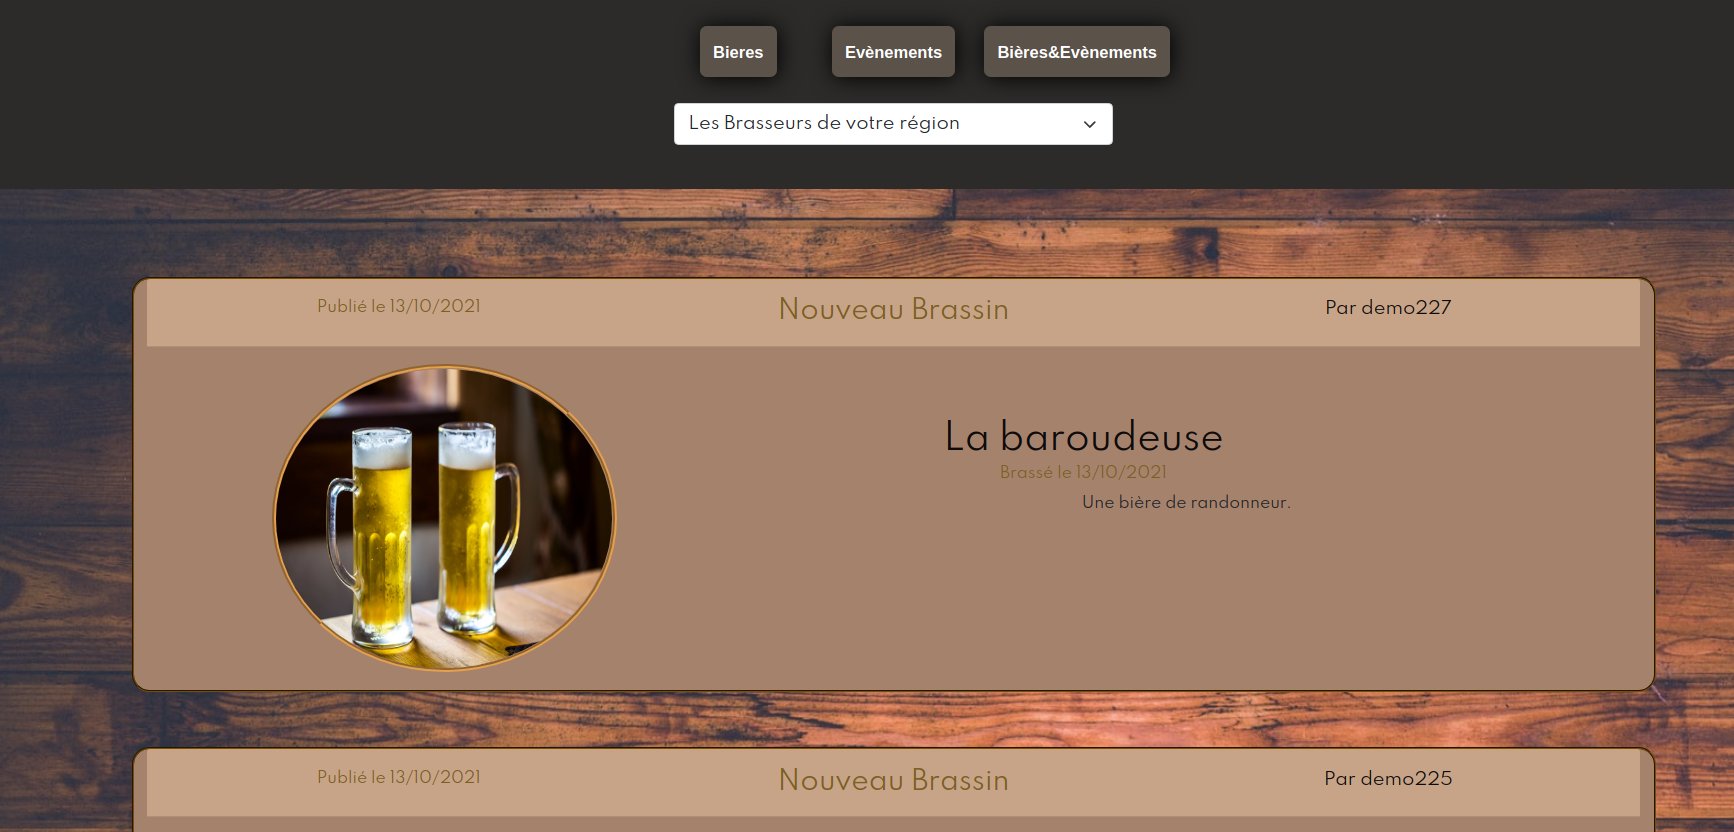 Bieres
Evènements
Bières&Evènements
Les Brasseurs de votre région
Publié le 13/10/2021
Nouveau Brassin
Par demo227
La baroudeuse
Brassé le 13/10/2021
Une bière de randonneur.
Publié le 13/10/2021
Nouveau Brassin
Par demo225